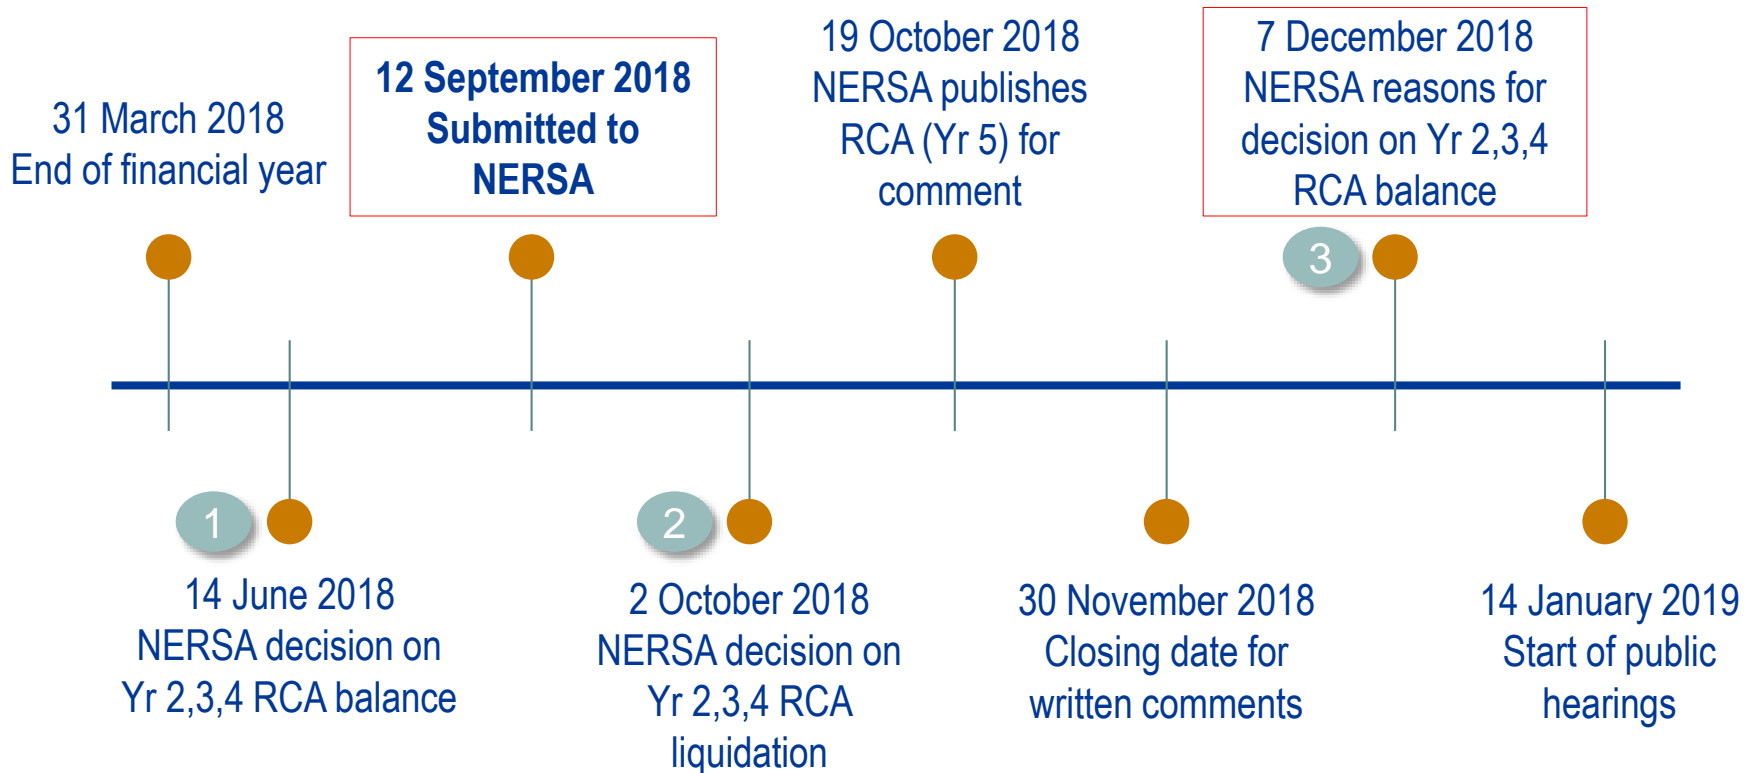 31 March 2018
End of financial year
12 September 2018
Submitted to
NERSA
19 October 2018
NERSA publishes
RCA (Yr 5) for
comment
7 December 2018
NERSA reasons for
decision on Yr 2,3,4
RCA balance
3
1
2
14 June 2018
NERSA decision on
Yr 2,3,4 RCA balance
2 October 2018
NERSA decision on
Yr 2,3,4 RCA
liquidation
30 November 2018
Closing date for
written comments
14 January 2019
Start of public
hearings